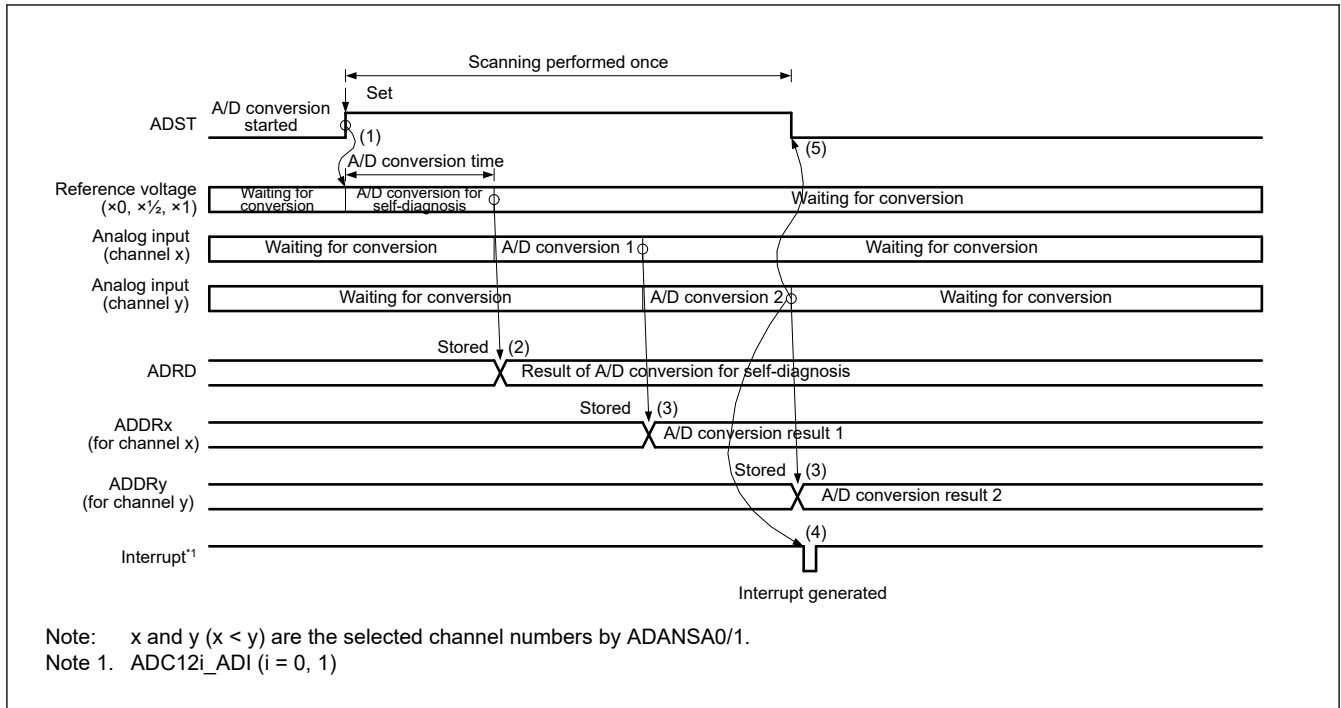 Scanning performed once
Set
A/D conversion
started
ADST
(1)
(5)
A/D conversion time
Reference voltage
(×0, ×½, ×1)
Waiting for
conversion
A/D conversion for
self-diagnosis
Waiting for conversion
Analog input
(channel x)
Waiting for conversion
A/D conversion 1
Waiting for conversion
Analog input
(channel y)
Waiting for conversion
A/D conversion 2
Waiting for conversion
Stored (2)
ADRD
Result of A/D conversion for self-diagnosis
Stored (3)
ADDRx
(for channel x)
A/D conversion result 1
Stored (3)
ADDRy
(for channel y)
A/D conversion result 2
(4)
Interrupt*1
Interrupt generated
Note: x and y (x < y) are the selected channel numbers by ADANSA0/1.
Note 1. ADC12i_ADI (i = 0, 1)